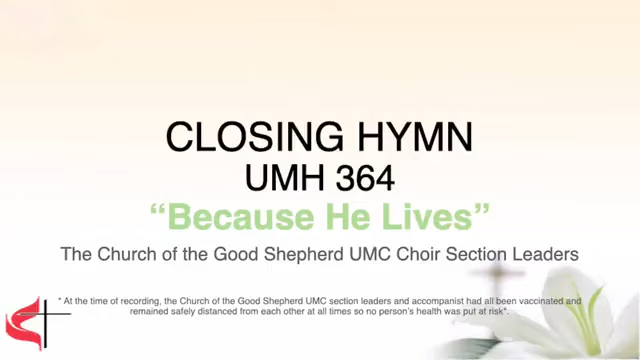 CLOSING HYMN
UMH 364
“Because He Lives”
The Church of the Good Shepherd UMC Choir Section Leaders
* At the time of recording, the Church of the Good Shepherd UMC section leaders and accompanist had all been vaccinated and
remained safely distanced from each other at all times so no person’s health was put at risk*.